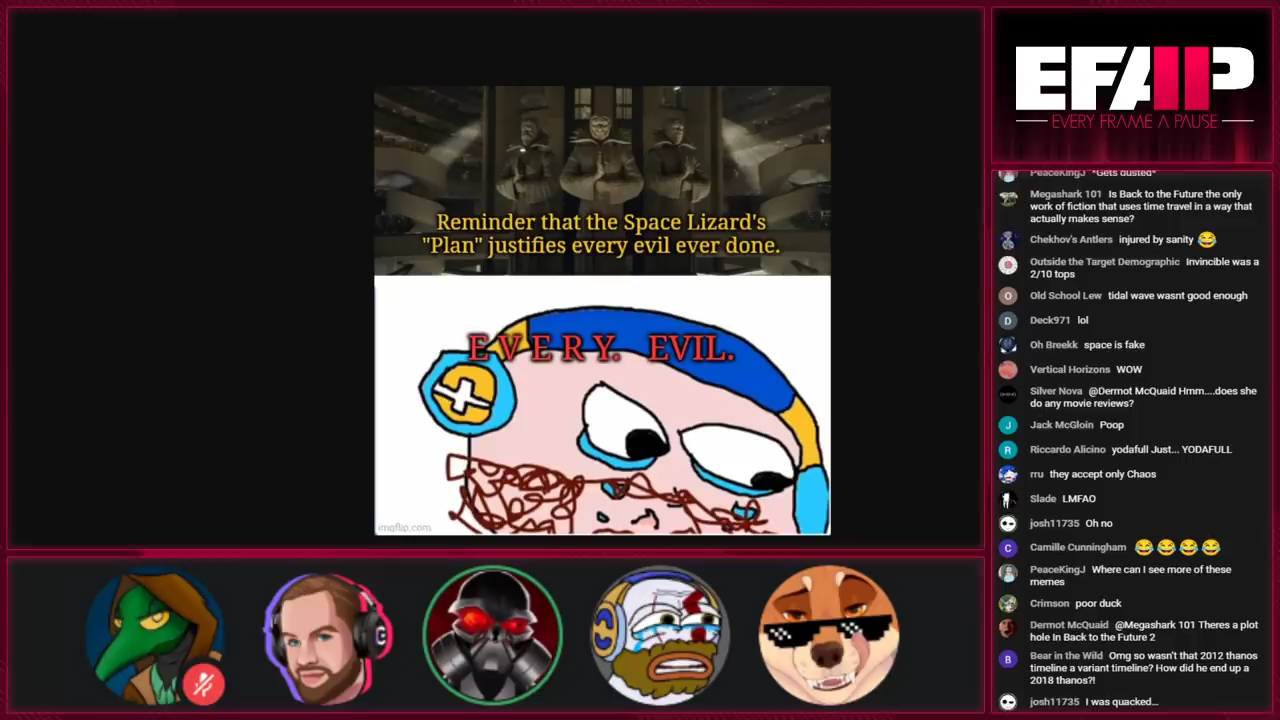 Reminder that the Space Lizard's
"Plan" justifies every evil ever done.
EVERY. EVIL.
imgflip.com
EFAP
EVERY FRAME A PAUSE
PeaceKingJ *Gets dusted*
Megashark 101 Is Back to the Future the only
work of fiction that uses time travel in a way that
actually makes sense?
Chekhov's Antlers injured by sanity 😂
Outside the Target Demographic Invincible was a
2/10 tops
O
Old School Lew tidal wave wasnt good enough
D
Deck971 lol
Oh Breekk space is fake
Vertical Horizons WOW
Silver Nova @Dermot McQuaid Hmm....does she
do any movie reviews?
J
Jack McGloin Poop
R
Riccardo Alicino yodafull Just... YODAFULL
rru they accept only Chaos
Slade LMFAO
josh11735 Oh no
C
Camille Cunningham 😂 😂 😂 😂
PeaceKingJ Where can I see more of these
memes
Crimson poor duck
Dermot McQuaid @Megashark 101 Theres a plot
hole In Back to the Future 2
B
Bear in the Wild Omg so wasn't that 2012 thanos
timeline a variant timeline? How did he end up a
2018 thanos?!
josh11735 I was quacked...